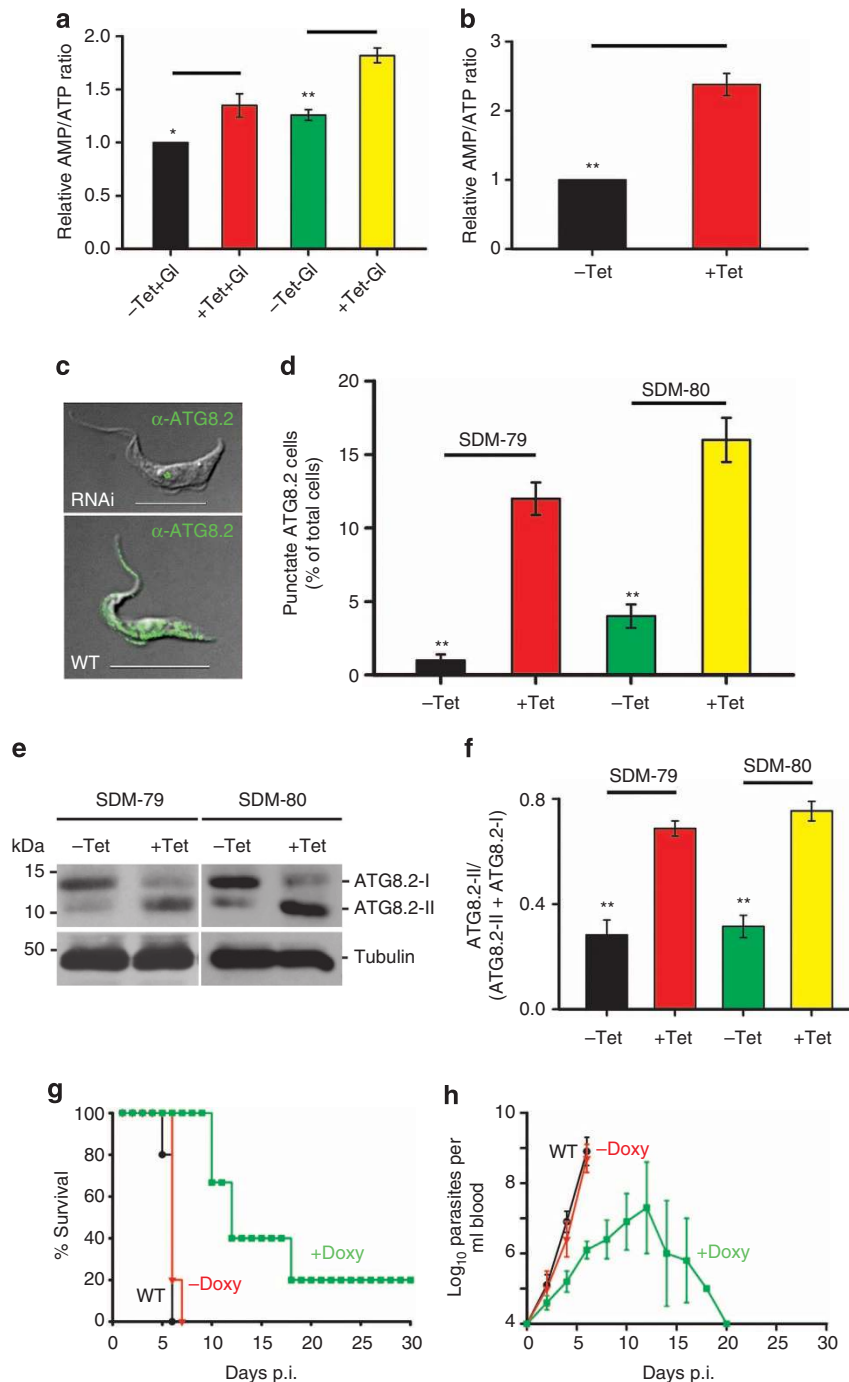 a
Relative AMP/ATP ratio
2.0
1.5
1.0
0.5
0.0
*
**
–Tet+Gl
+Tet+Gl
–Tet-Gl
+Tet-Gl
b
Relative AMP/ATP ratio
3
2
1
0
**
–Tet
+Tet
c
α-ATG8.2
RNAi
α-ATG8.2
WT
d
Punctate ATG8.2 cells
(% of total cells)
20
15
10
5
0
SDM-79
SDM-80
**
**
–Tet
+Tet
–Tet
+Tet
e
SDM-79
SDM-80
kDa
–Tet
+Tet
–Tet
+Tet
15
10
50
ATG8.2-I
ATG8.2-II
Tubulin
f
ATG8.2-II/
(ATG8.2-II + ATG8.2-I)
0.8
0.4
0.0
SDM-79
SDM-80
**
**
–Tet
+Tet
–Tet
+Tet
g
% Survival
100
80
60
40
20
0
WT
–Doxy
+Doxy
0 5 10 15 20 25 30
Days p.i.
h
Log10 parasites per
ml blood
10
8
6
4
WT
–Doxy
+Doxy
0 5 10 15 20 25 30
Days p.i.